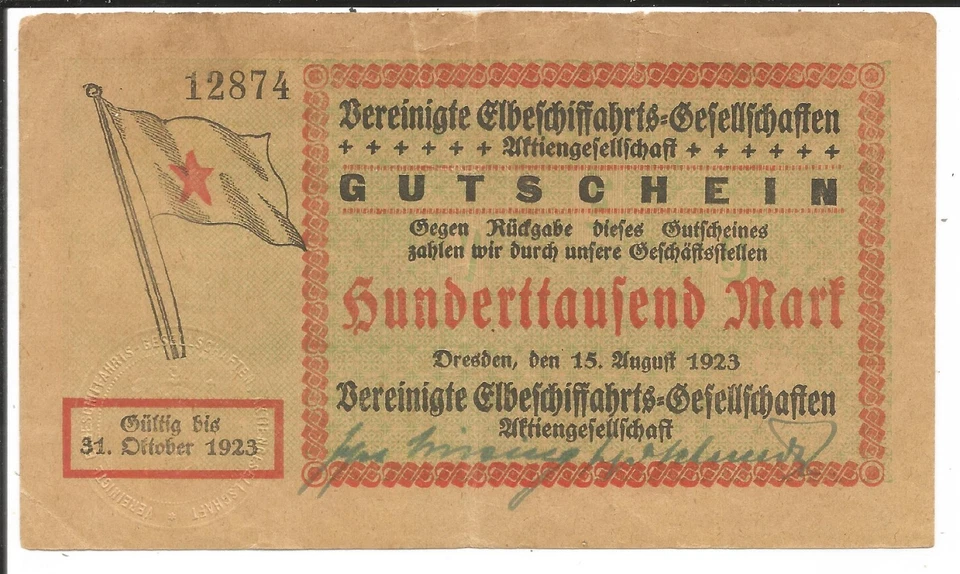 12874
Vereinigte Elbeschiffahrts=Gesellschaften
Aktiengesellschaft
GUTSCHEIN
Gegen Rückgabe dieses Gutscheines
zahlen wir durch unsere Geschäftsstellen
Hunderttausend Mark
Dresden, den 15. August 1923
Vereinigte Elbeschiffahrts=Gesellschaften
Aktiengesellschaft
Gültig bis
31. Oktober 1923